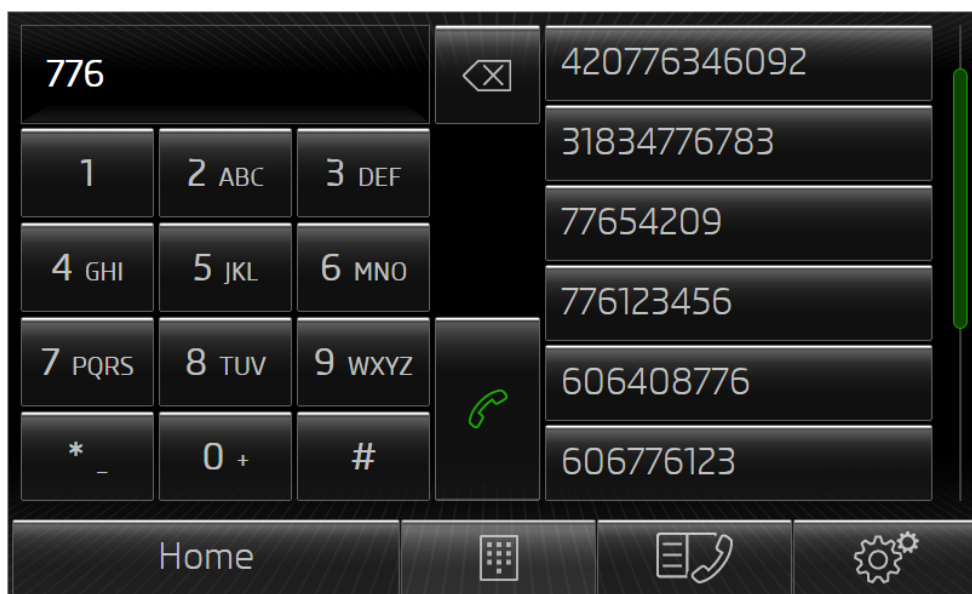 776
1
2 ABC
3 DEF
4 GHI
5 JKL
6 MNO
7 PQRS
8 TUV
9 WXYZ
* _
0 +
#
420776346092
31834776783
77654209
776123456
606408776
606776123
Home